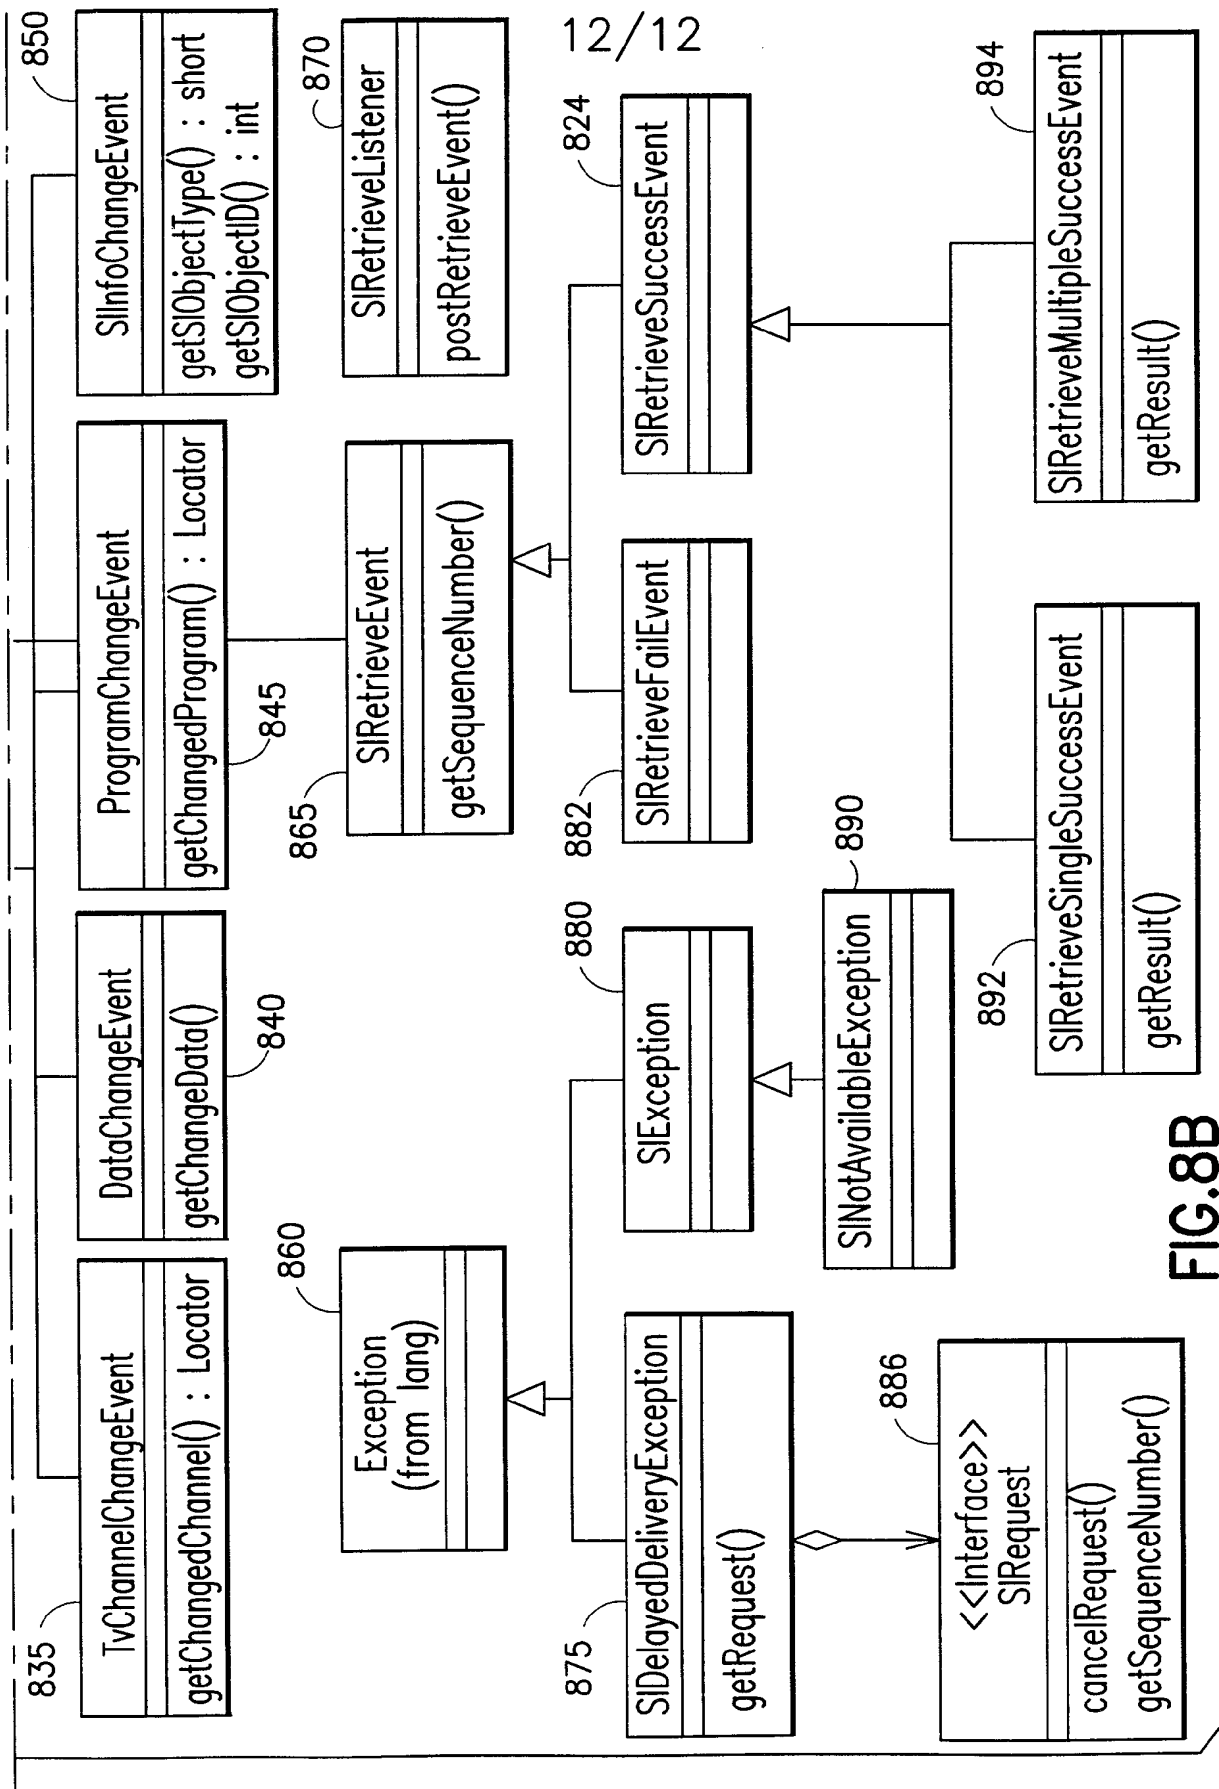 12/12
835
TvChannelChangeEvent
getChangedChannel() : Locator
DataChangeEvent
getChangeData()
840
ProgramChangeEvent
getChangedProgram() : Locator
845
850
SIInfoChangeEvent
getSIObjectType() : short
getSIObjectID() : int
860
Exception
(from lang)
865
SIRetrieveEvent
getSequenceNumber()
870
SIRetrieveListener
postRetrieveEvent()
875
SIDelayedDeliveryException
getRequest()
880
SIException
882
SIRetrieveFailEvent
824
SIRetrieveSuccessEvent
886
<<Interface>>
SIRequest
cancelRequest()
getSequenceNumber()
890
SINotAvailableException
892
SIRetrieveSingleSuccessEvent
getResult()
894
SIRetrieveMultipleSuccessEvent
getResult()
FIG.8B